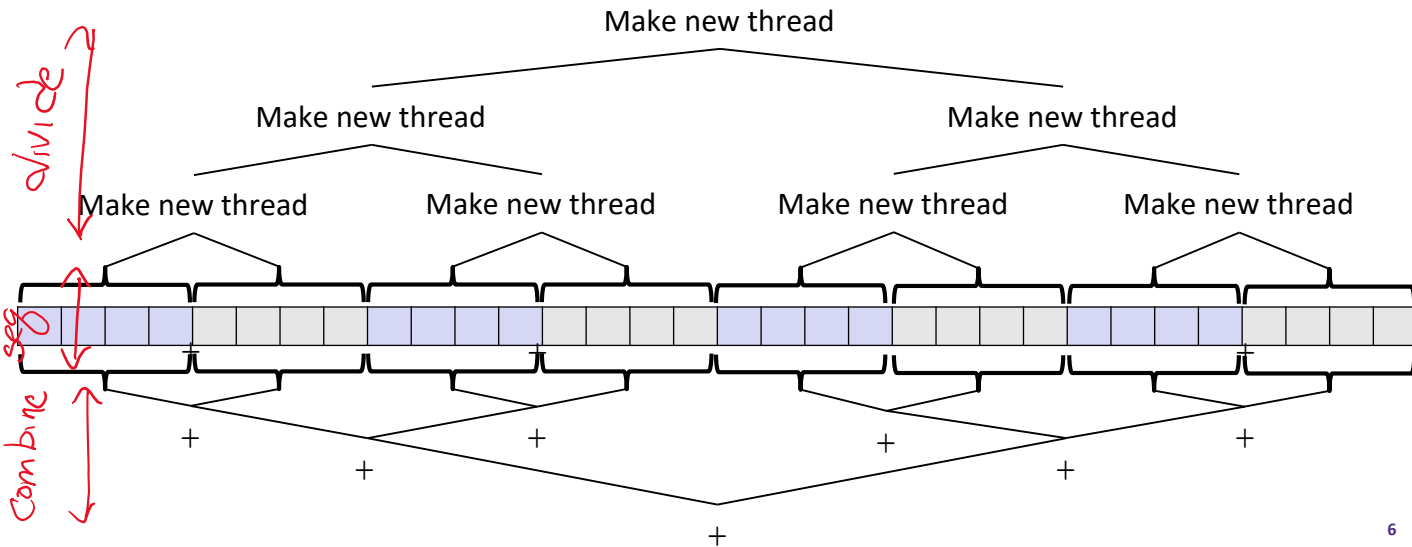 Make new thread
divide
Make new thread Make new thread
Make new thread Make new thread Make new thread Make new thread
seq
+ + +
combine
+ + + +
+ +
+
6